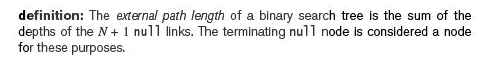 definition: The external path length of a binary search tree is the sum of the
depths of the N + 1 null links. The terminating null node is considered a node
for these purposes.